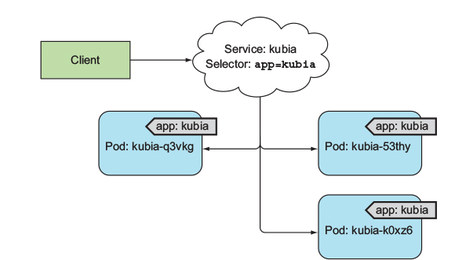 Client
Service: kubia
Selector: app=kubia
app: kubia
Pod: kubia-q3vkg
app: kubia
Pod: kubia-53thy
app: kubia
Pod: kubia-k0xz6